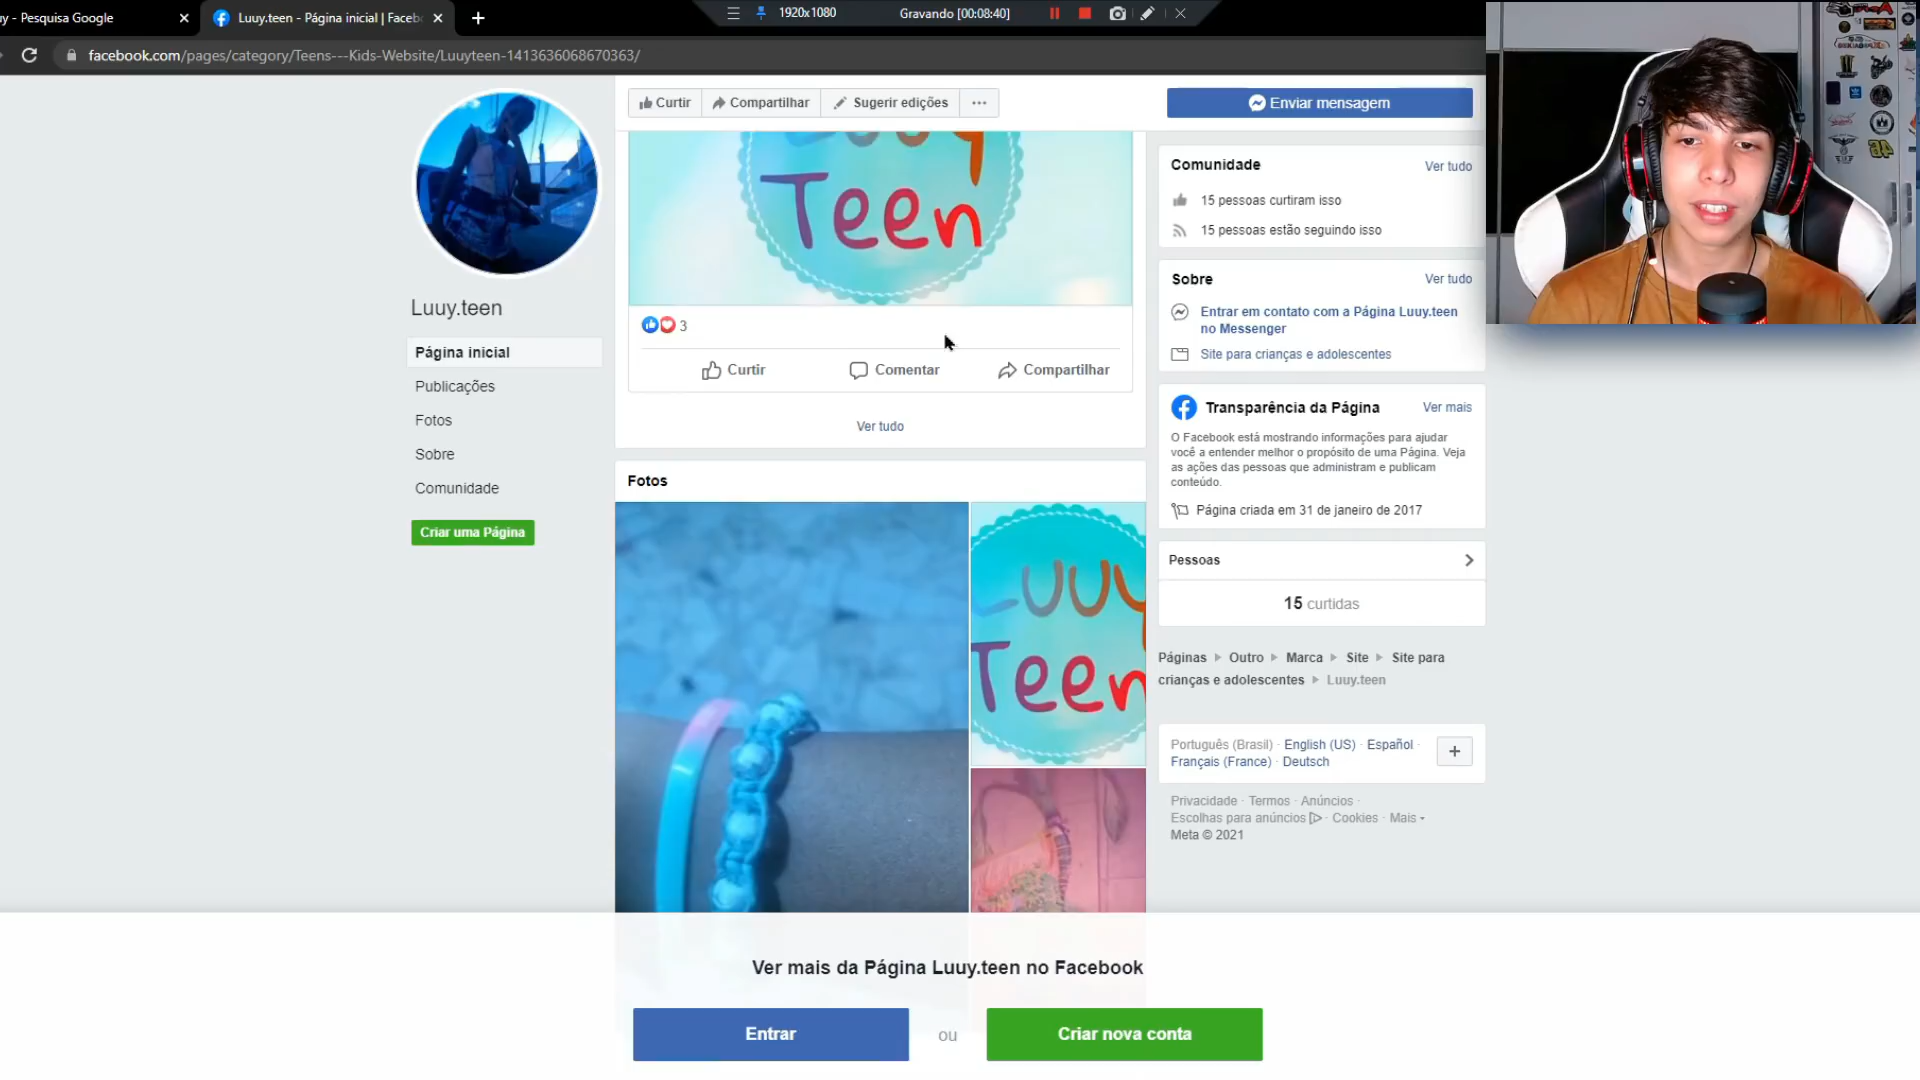 uy - Pesquisa Google
Luuy.teen - Página inicial | Faceb
1920x1080
Gravando [00:08:40]
facebook.com/pages/category/Teens---Kids-Website/Luuyteen-1413636068670363/
Curtir
Compartilhar
Sugerir edições
Enviar mensagem
Luuy
Teen
3
Curtir
Comentar
Compartilhar
Ver tudo
Luuy.teen
Página inicial
Publicações
Fotos
Sobre
Comunidade
Criar uma Página
Fotos
Luuy
Teen
Comunidade
Ver tudo
15 pessoas curtiram isso
15 pessoas estão seguindo isso
Sobre
Ver tudo
Entrar em contato com a Página Luuy.teen
no Messenger
Site para crianças e adolescentes
Transparência da Página
Ver mais
O Facebook está mostrando informações para ajudar
você a entender melhor o propósito de uma Página. Veja
as ações das pessoas que administram e publicam
conteúdo.
Página criada em 31 de janeiro de 2017
Pessoas
15 curtidas
Páginas Outro Marca Site Site para
crianças e adolescentes Luuy.teen
Português (Brasil) · English (US) · Español ·
Français (France) · Deutsch
Privacidade · Termos · Anúncios ·
Escolhas para anúncios · Cookies · Mais
Meta © 2021
Ver mais da Página Luuy.teen no Facebook
Entrar
ou
Criar nova conta